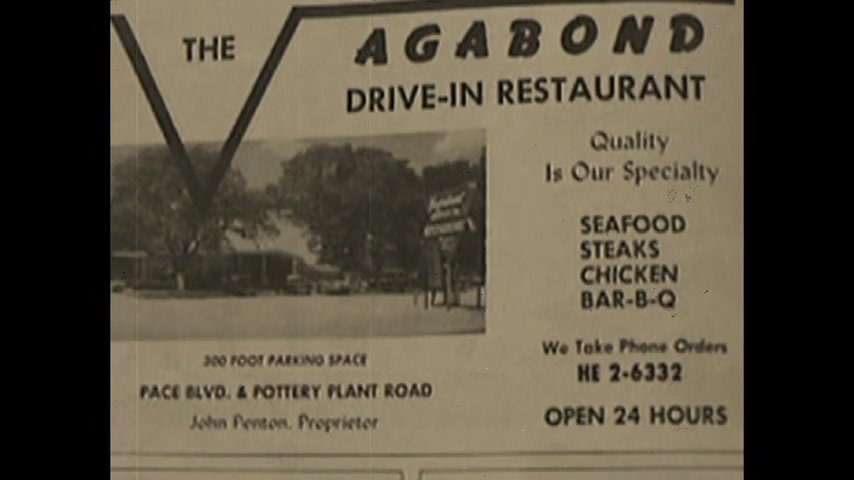 THE VAGABOND
DRIVE-IN RESTAURANT
Quality
Is Our Specialty
SEAFOOD
STEAKS
CHICKEN
BAR-B-Q
We Take Phone Orders
HE 2-6332
OPEN 24 HOURS
300 FOOT PARKING SPACE
PACE BLVD. & POTTERY PLANT ROAD
John Penton, Proprietor